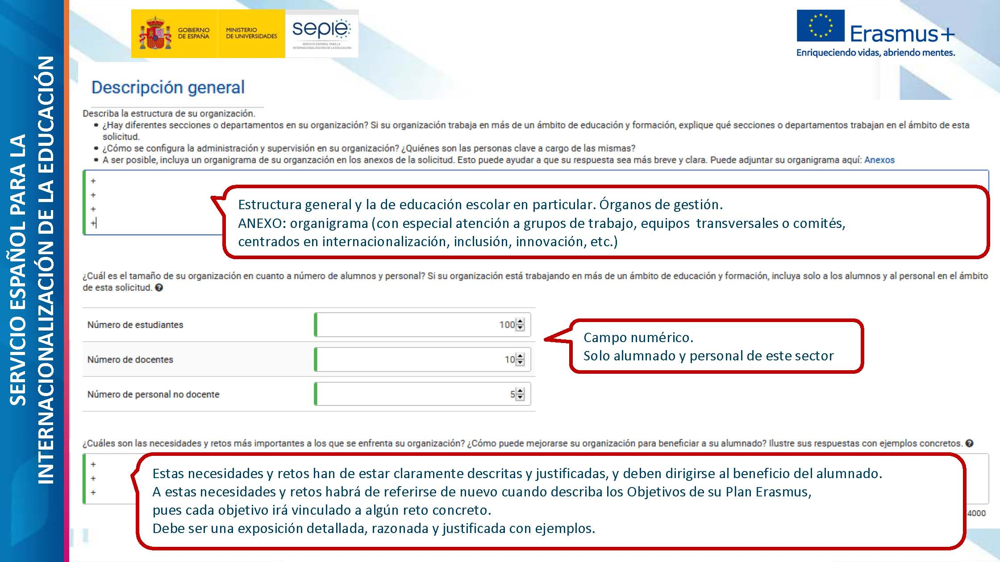 SERVICIO ESPAÑOL PARA LA
INTERNACIONALIZACIÓN DE LA EDUCACIÓN
GOBIERNO
DE ESPAÑA
MINISTERIO
DE UNIVERSIDADES
sepie
SERVICIO ESPAÑOL PARA LA
INTERNACIONALIZACIÓN DE LA EDUCACIÓN
Erasmus+
Enriqueciendo vidas, abriendo mentes.
Descripción general
Describa la estructura de su organización.
• ¿Hay diferentes secciones o departamentos en su organización? Si su organización trabaja en más de un ámbito de educación y formación, explique qué secciones o departamentos trabajan en el ámbito de esta
solicitud.
• ¿Cómo se configura la administración y supervisión en su organización? ¿Quiénes son las personas clave a cargo de las mismas?
• A ser posible, incluya un organigrama de su organzación en los anexos de la solicitud. Esto puede ayudar a que su respuesta sea más breve y clara. Puede adjuntar su organigrama aquí: Anexos
+
+
+
+
Estructura general y la de educación escolar en particular. Órganos de gestión.
ANEXO: organigrama (con especial atención a grupos de trabajo, equipos transversales o comités,
centrados en internacionalización, inclusión, innovación, etc.)
¿Cuál es el tamaño de su organización en cuanto a número de alumnos y personal? Si su organización está trabajando en más de un ámbito de educación y formación, incluya solo a los alumnos y al personal en el ámbito
de esta solicitud. ?
Número de estudiantes 100
Número de docentes 10
Número de personal no docente 5
Campo numérico.
Solo alumnado y personal de este sector
¿Cuáles son las necesidades y retos más importantes a los que se enfrenta su organización? ¿Cómo puede mejorarse su organización para beneficiar a su alumnado? Ilustre sus respuestas con ejemplos concretos. ?
+
+
+
Estas necesidades y retos han de estar claramente descritas y justificadas, y deben dirigirse al beneficio del alumnado.
A estas necesidades y retos habrá de referirse de nuevo cuando describa los Objetivos de su Plan Erasmus,
pues cada objetivo irá vinculado a algún reto concreto.
Debe ser una exposición detallada, razonada y justificada con ejemplos.
4000